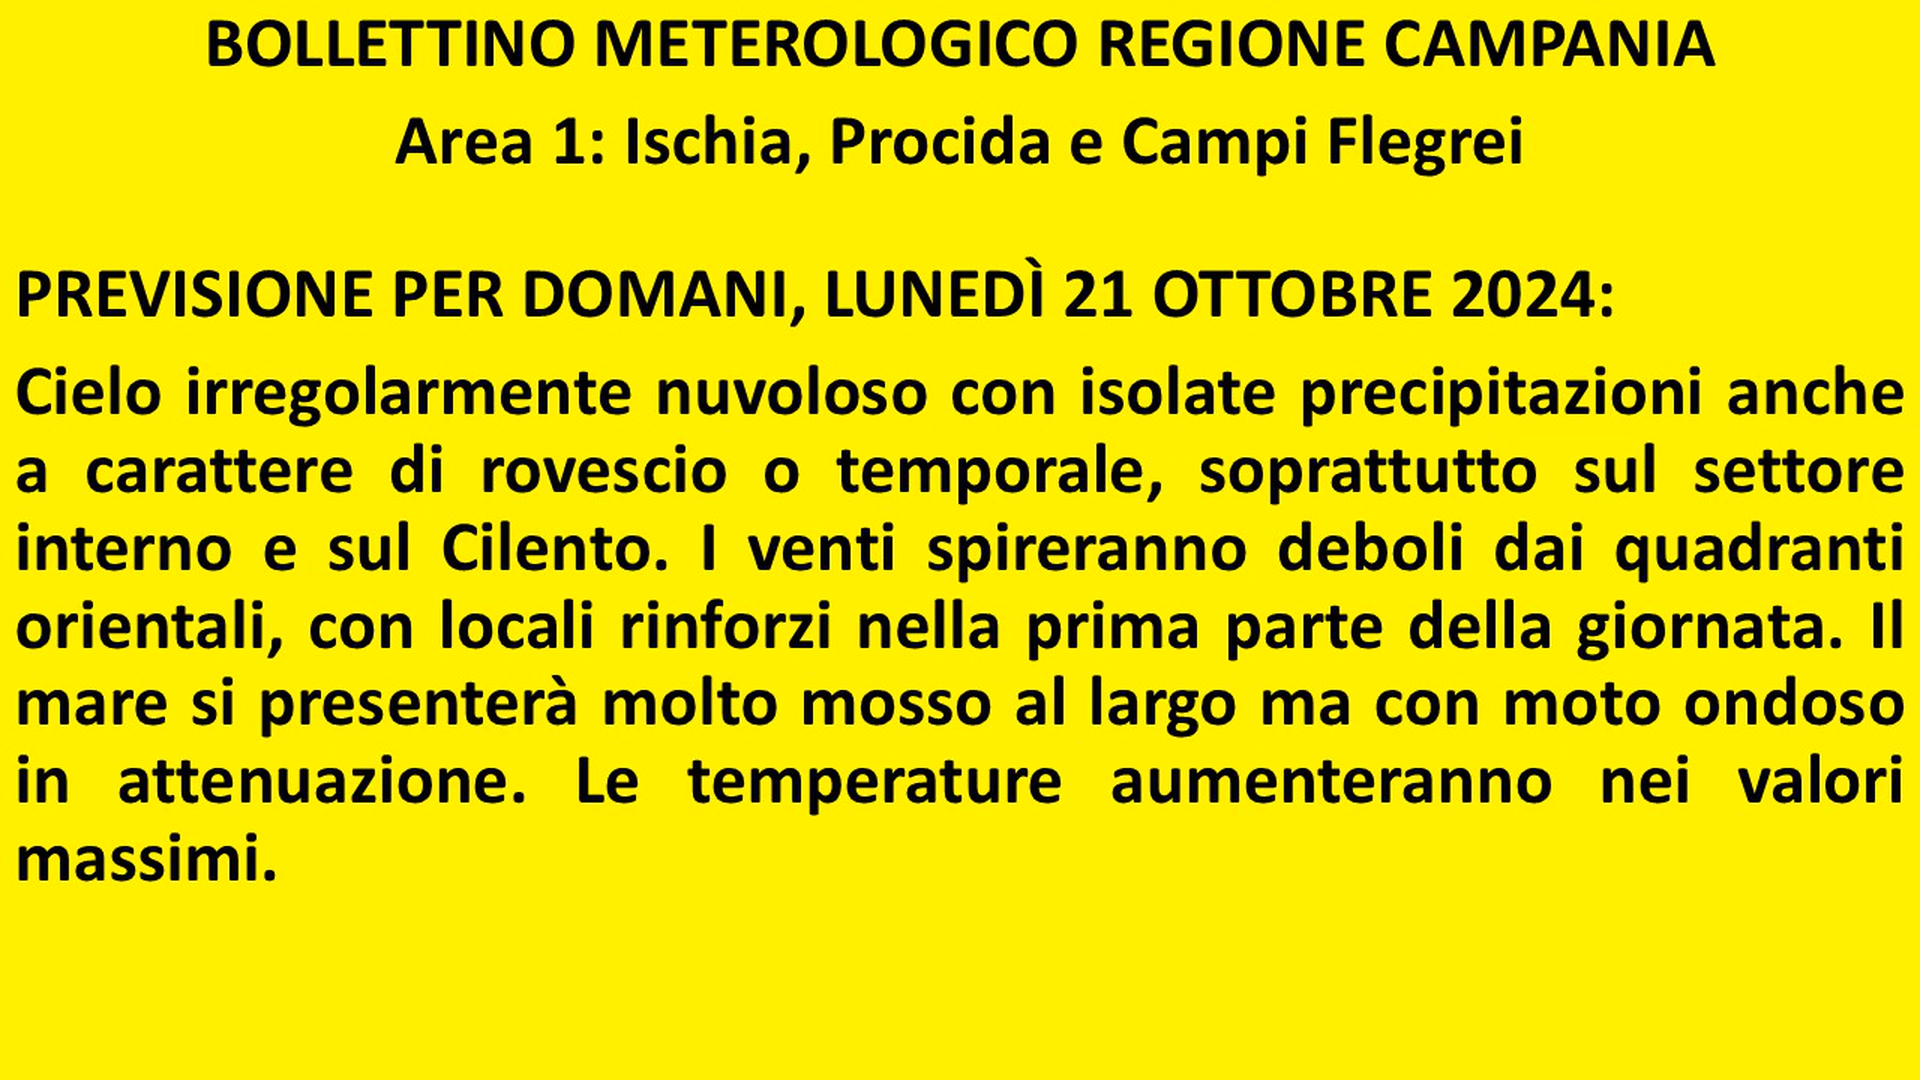 BOLLETTINO METEROLOGICO REGIONE CAMPANIA
Area 1: Ischia, Procida e Campi Flegrei
PREVISIONE PER DOMANI, LUNEDÌ 21 OTTOBRE 2024:
Cielo irregolarmente nuvoloso con isolate precipitazioni anche
a carattere di rovescio o temporale, soprattutto sul settore
interno e sul Cilento. I venti spireranno deboli dai quadranti
orientali, con locali rinforzi nella prima parte della giornata. Il
mare si presenterà molto mosso al largo ma con moto ondoso
in attenuazione. Le temperature aumenteranno nei valori
massimi.